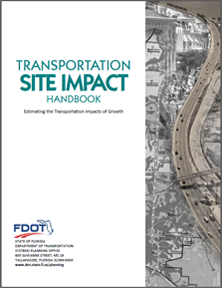 TRANSPORTATION
SITE IMPACT
HANDBOOK
Estimating the Transportation Impacts of Growth
FDOT
STATE OF FLORIDA
DEPARTMENT OF TRANSPORTATION
SYSTEMS PLANNING OFFICE
605 SUWANNEE STREET, MS 19
TALLAHASSEE, FLORIDA 32399-0450
www.dot.state.fl.us/planning